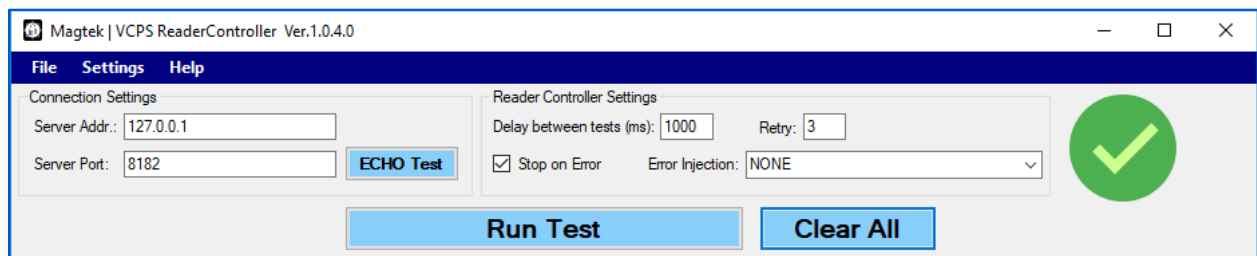 Magtek | VCPS ReaderController Ver.1.0.4.0
File Settings Help
Connection Settings
Server Addr.: 127.0.0.1
Server Port: 8182 ECHO Test
Reader Controller Settings
Delay between tests (ms): 1000 Retry: 3
Stop on Error Error Injection: NONE
Run Test Clear All